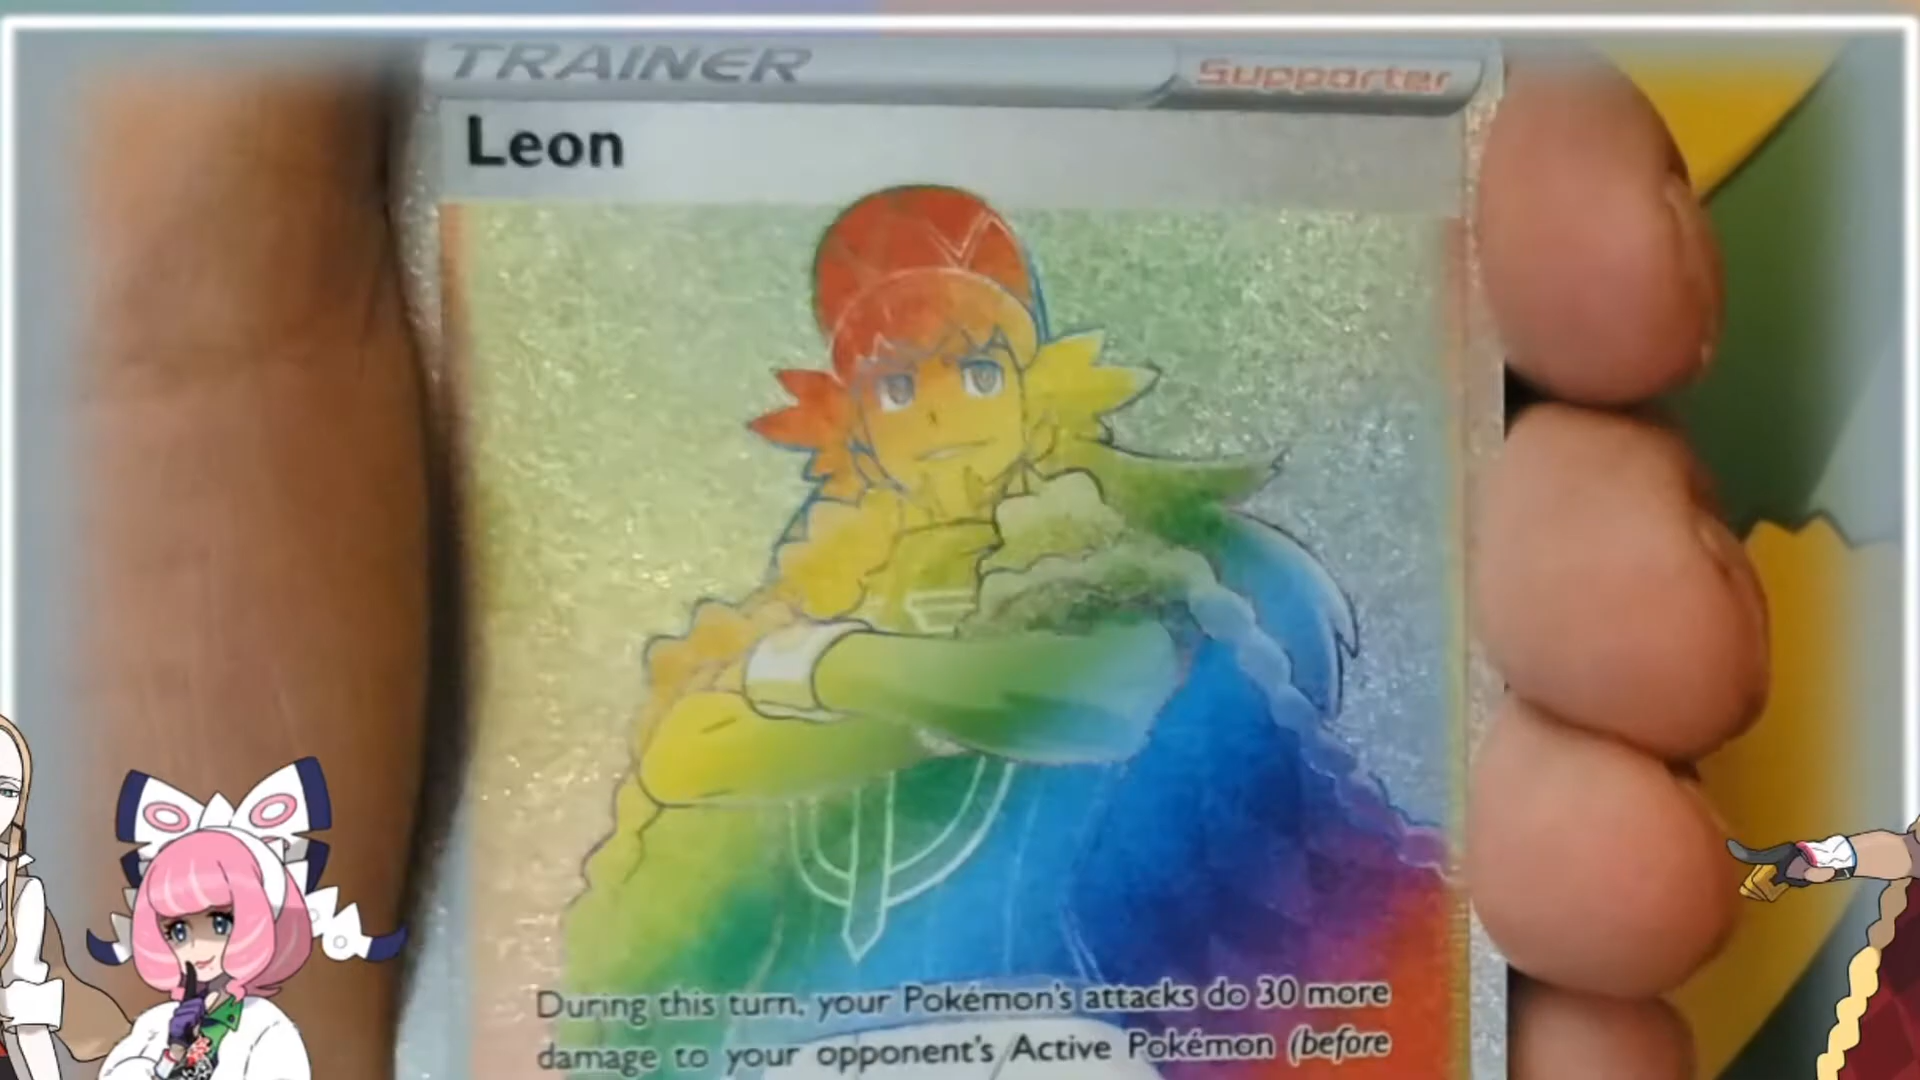 TRAINER
Supporter
Leon
During this turn, your Pokémon's attacks do 30 more
damage to your opponent's Active Pokémon (before